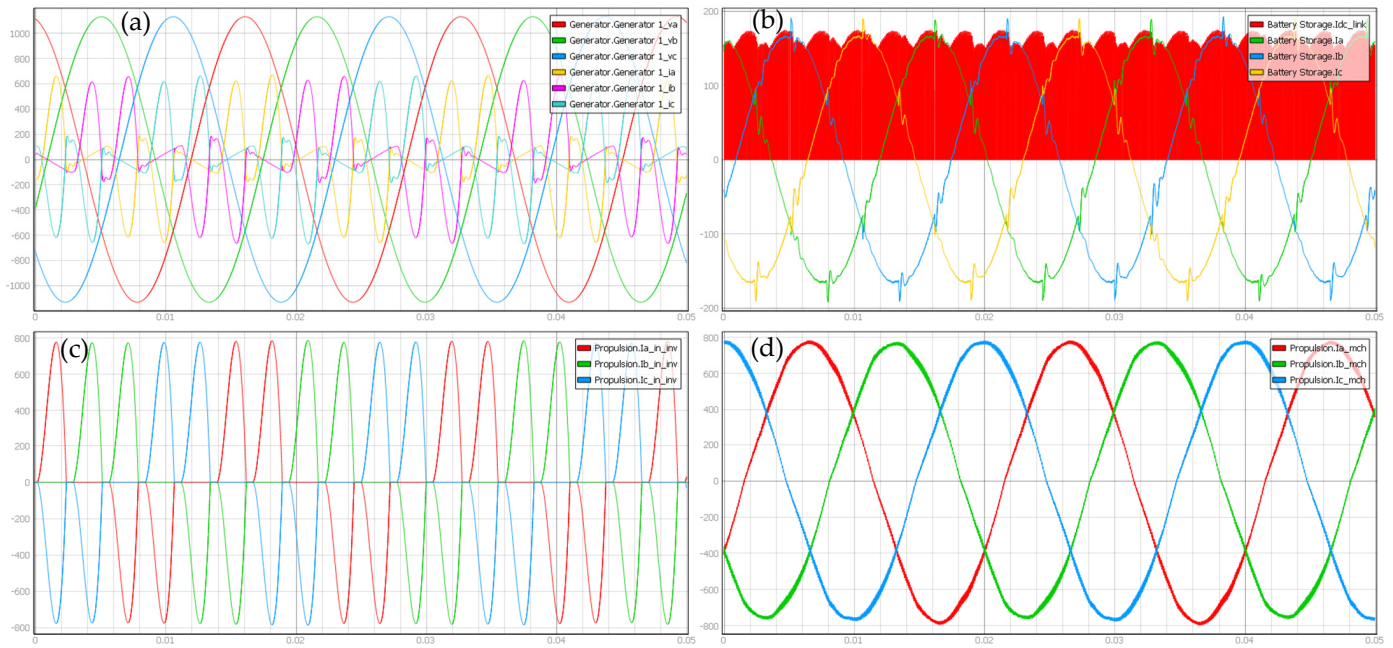 (a)
Generator.Generator 1_va
Generator.Generator 1_vb
Generator.Generator 1_vc
Generator.Generator 1_ia
Generator.Generator 1_ib
Generator.Generator 1_ic
1000
800
600
400
200
0
-200
-400
-600
-800
-1000
0 0.01 0.02 0.03 0.04 0.05
(b)
Battery Storage.Idc_link
Battery Storage.Ia
Battery Storage.Ib
Battery Storage.Ic
200
100
0
-100
-200
0 0.01 0.02 0.03 0.04 0.05
(c)
Propulsion.Ia_in_inv
Propulsion.Ib_in_inv
Propulsion.Ic_in_inv
800
600
400
200
0
-200
-400
-600
-800
0 0.01 0.02 0.03 0.04 0.05
(d)
Propulsion.Ia_mch
Propulsion.Ib_mch
Propulsion.Ic_mch
800
600
400
200
0
-200
-400
-600
-800
0 0.01 0.02 0.03 0.04 0.05